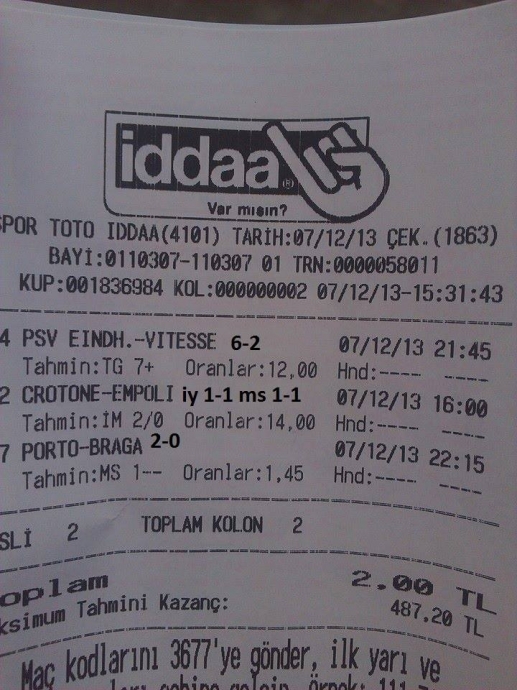 iddaa®
Var mısın?
SPOR TOTO IDDAA(4101) TARİH:07/12/13 ÇEK.(1863)
BAYİ:0110307-110307 01 TRN:0000058011
KUP:001836984 KOL:000000002 07/12/13-15:31:43
4 PSV EINDH.-VITESSE 6-2 07/12/13 21:45
Tahmin:TG 7+ Oranlar:12,00 Hnd:---- ----
2 CROTONE-EMPOLI iy 1-1 ms 1-1 07/12/13 16:00
Tahmin:İM 2/0 Oranlar:14,00 Hnd:---- ----
7 PORTO-BRAGA 2-0 07/12/13 22:15
Tahmin:MS 1-- Oranlar:1,45 Hnd:---- ----
SLİ 2 TOPLAM KOLON 2
oplam 2.00 TL
ksimum Tahmini Kazanç: 487.20 TL
Maç kodlarını 3677'ye gönder, ilk yarı ve